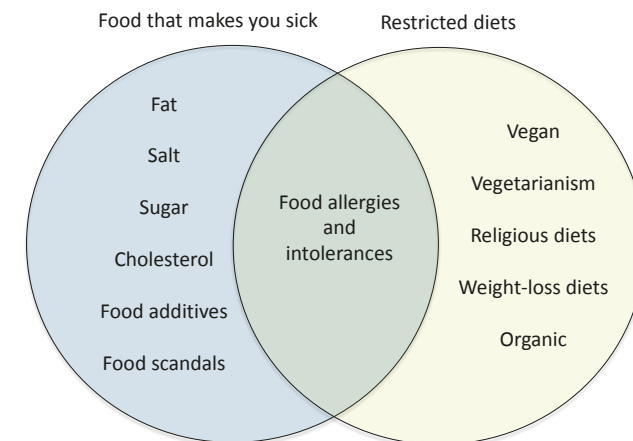 Food that makes you sick
Restricted diets
Fat
Salt
Sugar
Cholesterol
Food additives
Food scandals
Food allergies
and
intolerances
Vegan
Vegetarianism
Religious diets
Weight-loss diets
Organic